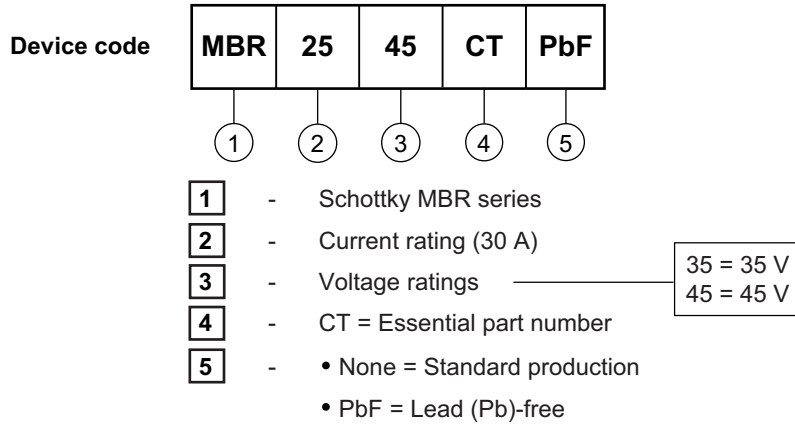 Device code MBR 25 45 CT PbF
1 2 3 4 5
1 - Schottky MBR series
2 - Current rating (30 A)
3 - Voltage ratings
35 = 35 V
45 = 45 V
4 - CT = Essential part number
5 - • None = Standard production
• PbF = Lead (Pb)-free